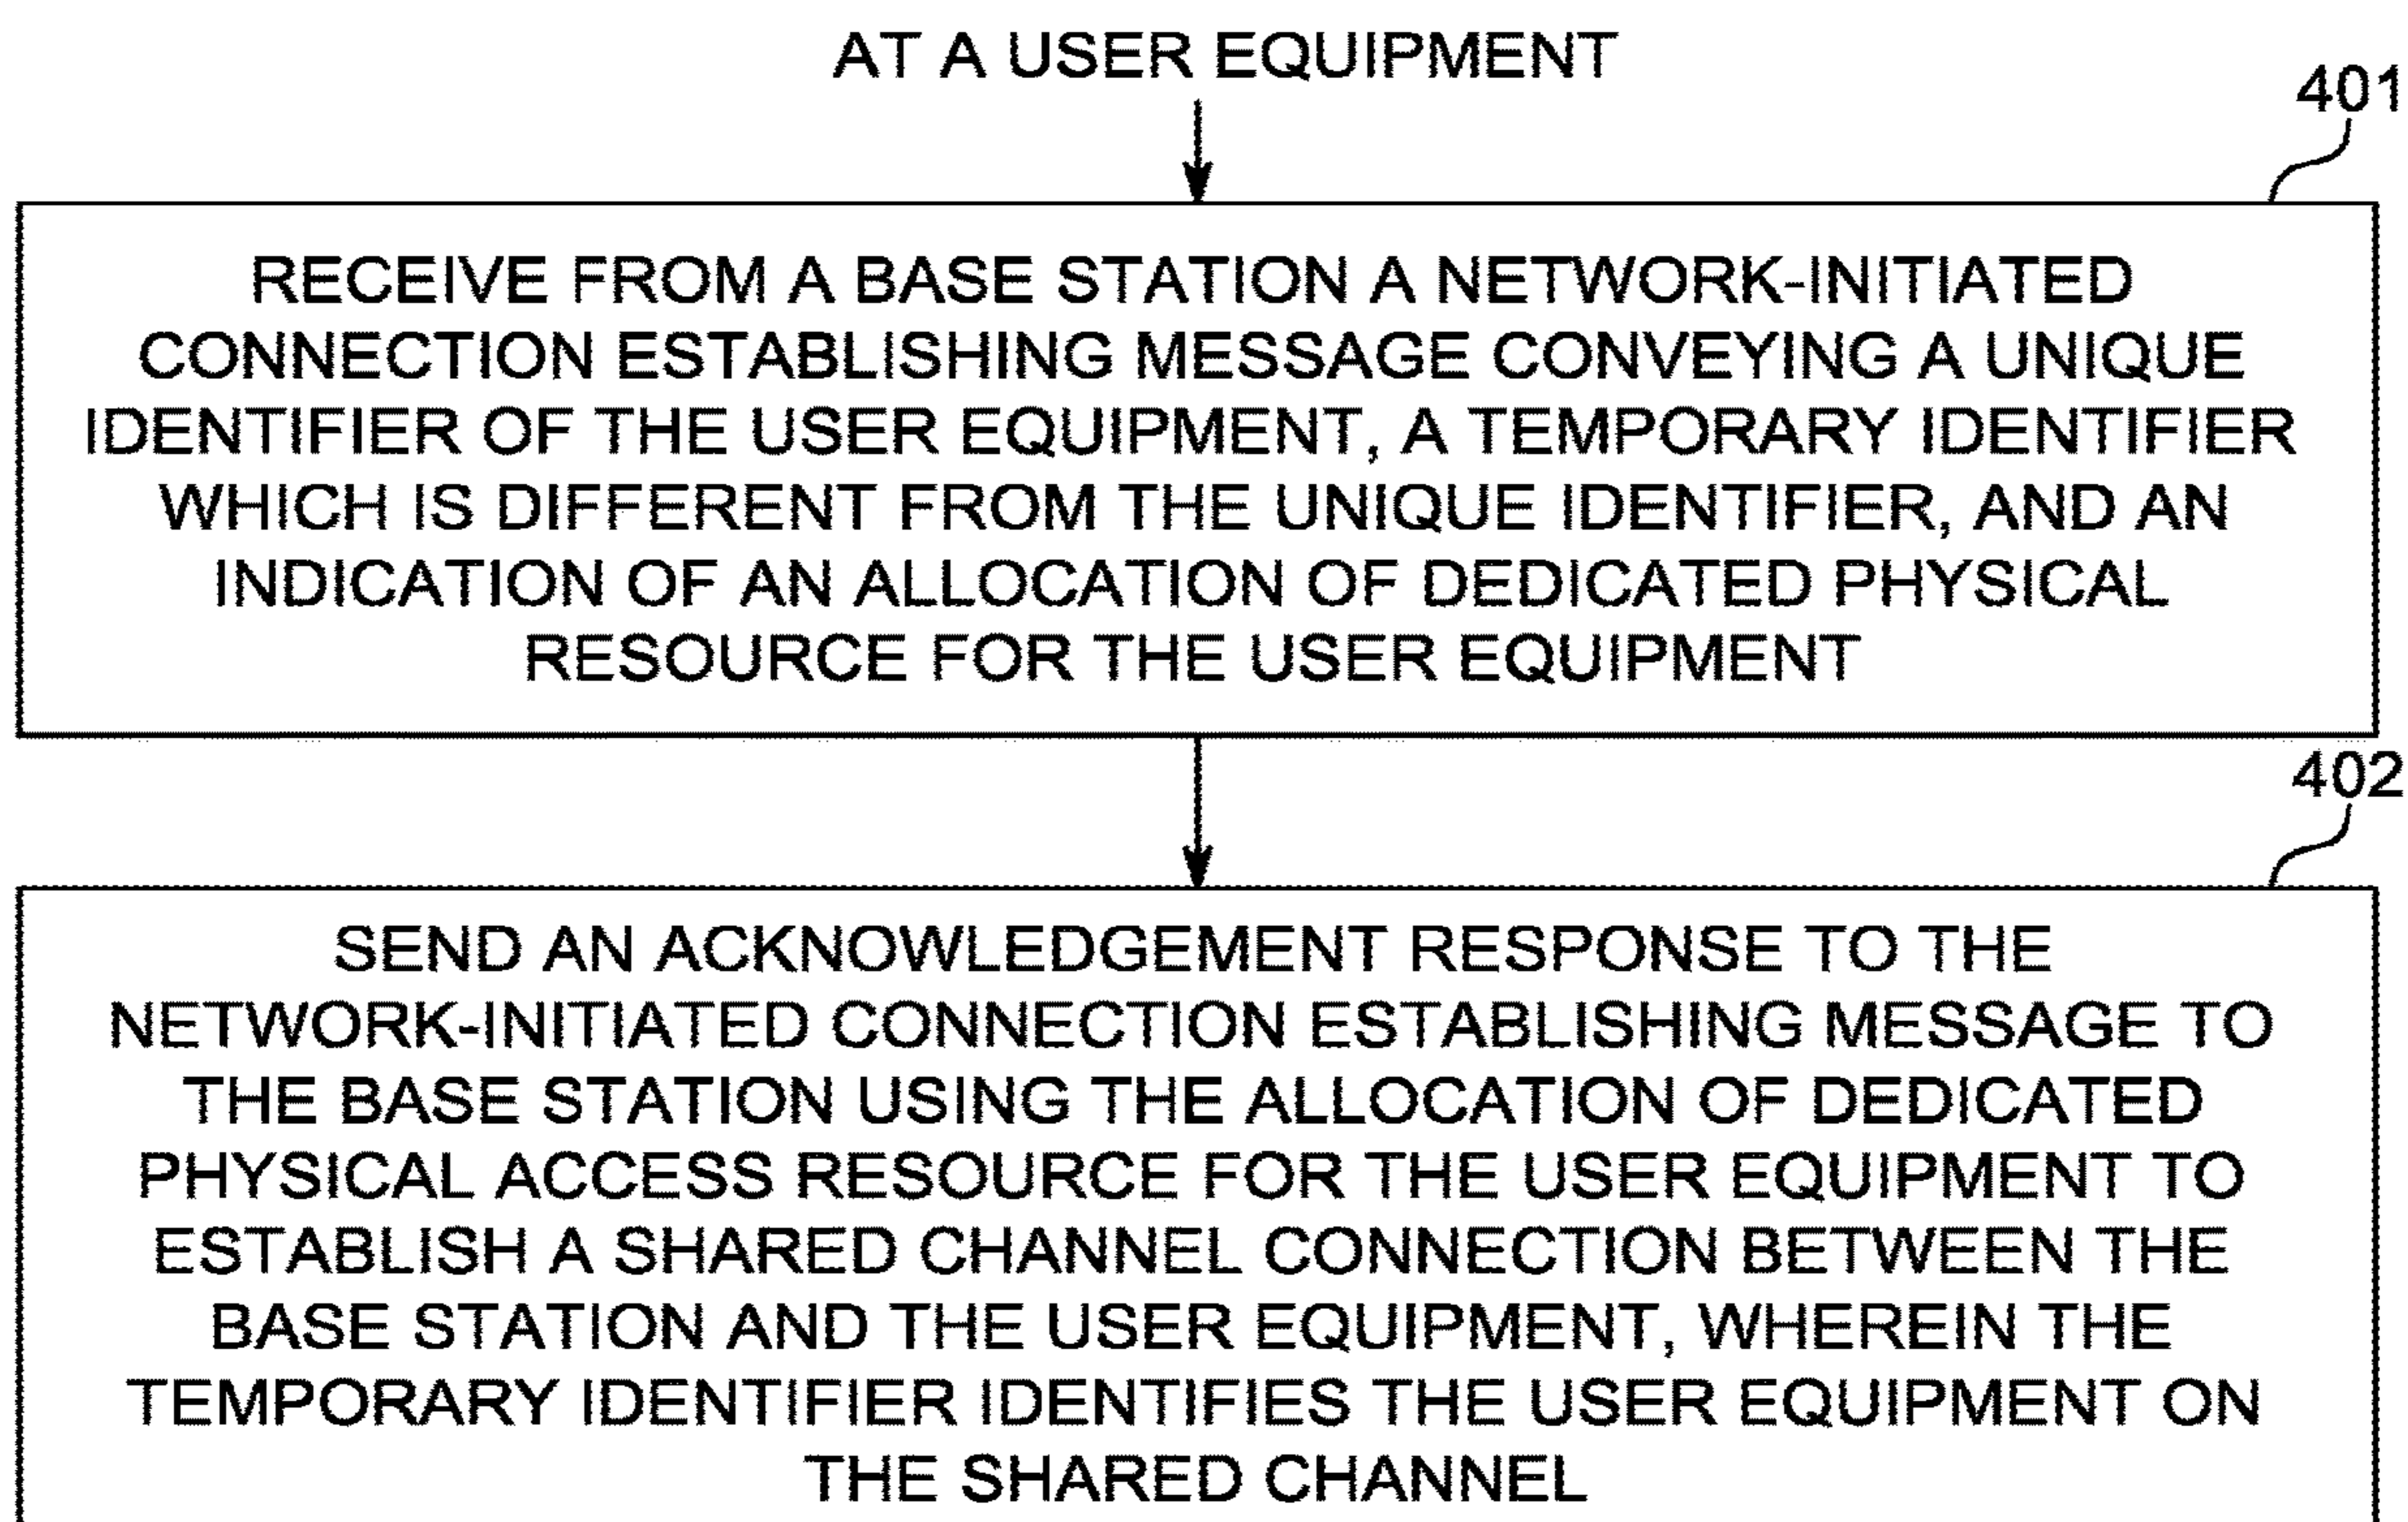 AT A USER EQUIPMENT
401
RECEIVE FROM A BASE STATION A NETWORK-INITIATED
CONNECTION ESTABLISHING MESSAGE CONVEYING A UNIQUE
IDENTIFIER OF THE USER EQUIPMENT, A TEMPORARY IDENTIFIER
WHICH IS DIFFERENT FROM THE UNIQUE IDENTIFIER, AND AN
INDICATION OF AN ALLOCATION OF DEDICATED PHYSICAL
RESOURCE FOR THE USER EQUIPMENT
402
SEND AN ACKNOWLEDGEMENT RESPONSE TO THE
NETWORK-INITIATED CONNECTION ESTABLISHING MESSAGE TO
THE BASE STATION USING THE ALLOCATION OF DEDICATED
PHYSICAL ACCESS RESOURCE FOR THE USER EQUIPMENT TO
ESTABLISH A SHARED CHANNEL CONNECTION BETWEEN THE
BASE STATION AND THE USER EQUIPMENT, WHEREIN THE
TEMPORARY IDENTIFIER IDENTIFIES THE USER EQUIPMENT ON
THE SHARED CHANNEL